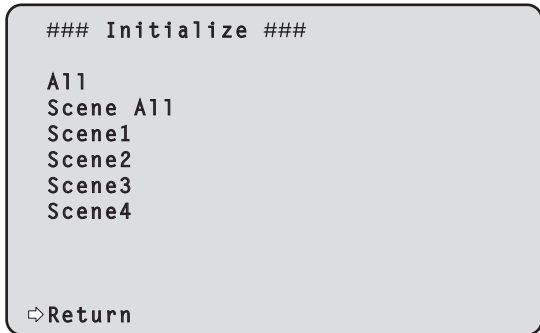 ### Initialize ###
All
Scene All
Scene1
Scene2
Scene3
Scene4
⇨Return